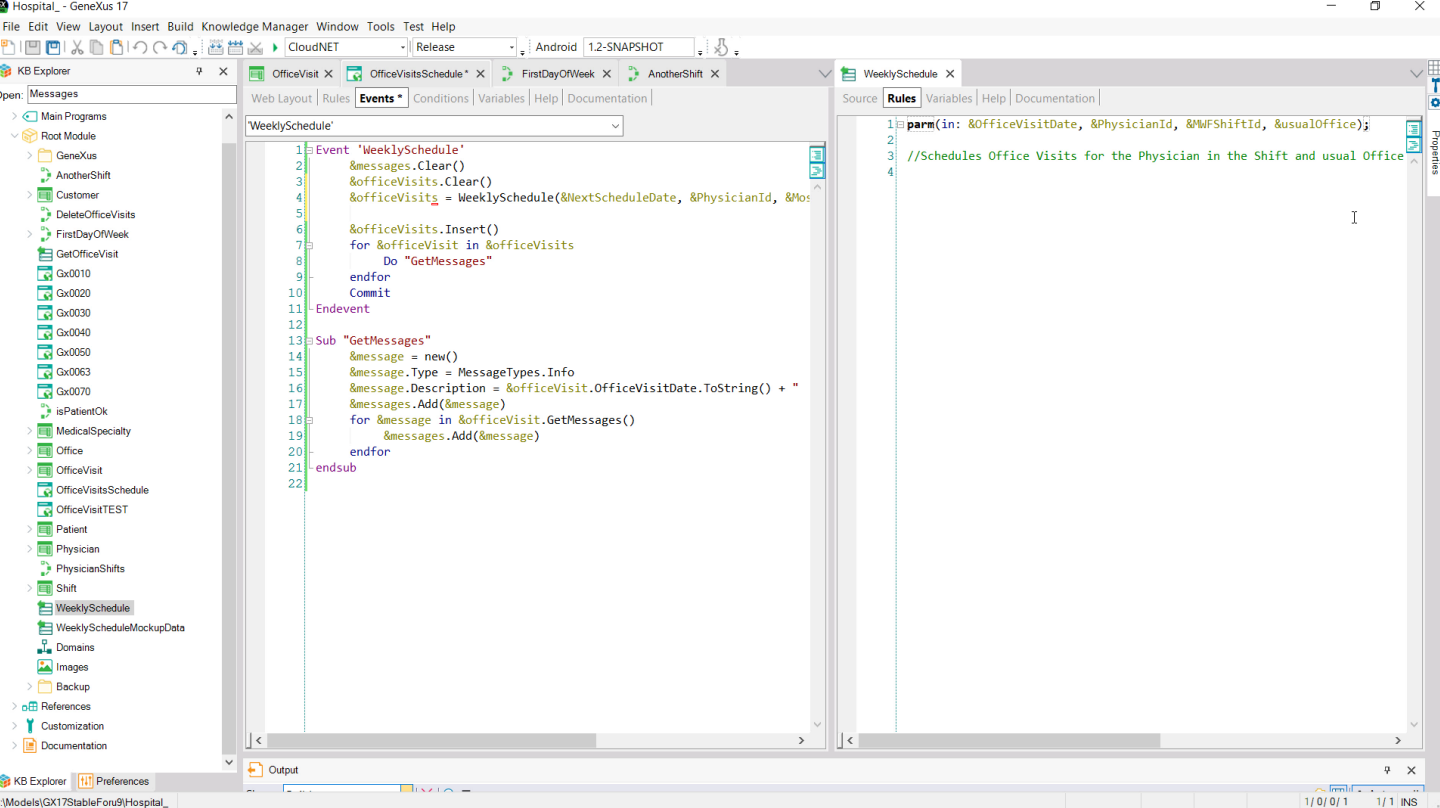 Hospital_ - GeneXus 17
File Edit View Layout Insert Build Knowledge Manager Window Tools Test Help
CloudNET Release Android 1.2-SNAPSHOT
KB Explorer
Open: Messages
Main Programs
Root Module
GeneXus
AnotherShift
Customer
DeleteOfficeVisits
FirstDayOfWeek
GetOfficeVisit
Gx0010
Gx0020
Gx0030
Gx0040
Gx0050
Gx0063
Gx0070
isPatientOk
MedicalSpecialty
Office
OfficeVisit
OfficeVisitsSchedule
OfficeVisitTEST
Patient
Physician
PhysicianShifts
Shift
WeeklySchedule
WeeklyScheduleMockupData
Domains
Images
Backup
References
Customization
Documentation
KB Explorer Preferences
OfficeVisit OfficeVisitsSchedule * FirstDayOfWeek AnotherShift
Web Layout Rules Events * Conditions Variables Help Documentation
'WeeklySchedule'
1 Event 'WeeklySchedule'
2 &messages.Clear()
3 &officeVisits.Clear()
4 &officeVisits = WeeklySchedule(&NextScheduleDate, &PhysicianId, &Mos
5
6 &officeVisits.Insert()
7 for &officeVisit in &officeVisits
8 Do "GetMessages"
9 endfor
10 Commit
11 Endevent
12
13 Sub "GetMessages"
14 &message = new()
15 &message.Type = MessageTypes.Info
16 &message.Description = &officeVisit.OfficeVisitDate.ToString() + "
17 &messages.Add(&message)
18 for &message in &officeVisit.GetMessages()
19 &messages.Add(&message)
20 endfor
21 endsub
22
WeeklySchedule
Source Rules Variables Help Documentation
1 parm(in: &OfficeVisitDate, &PhysicianId, &MWFShiftId, &usualOffice);
2
3 //Schedules Office Visits for the Physician in the Shift and usual Office
4
Properties
Output
:\Models\GX17StableForu9\Hospital_ 1/ 0/ 0/ 1 1/ 1 INS